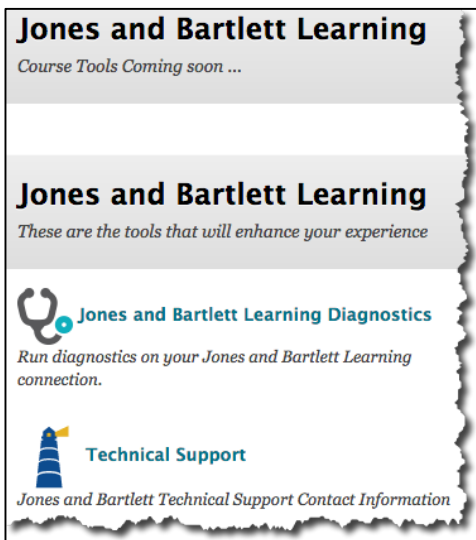 Jones and Bartlett Learning
Course Tools Coming soon ...
Jones and Bartlett Learning
These are the tools that will enhance your experience
Jones and Bartlett Learning Diagnostics
Run diagnostics on your Jones and Bartlett Learning
connection.
Technical Support
Jones and Bartlett Technical Support Contact Information